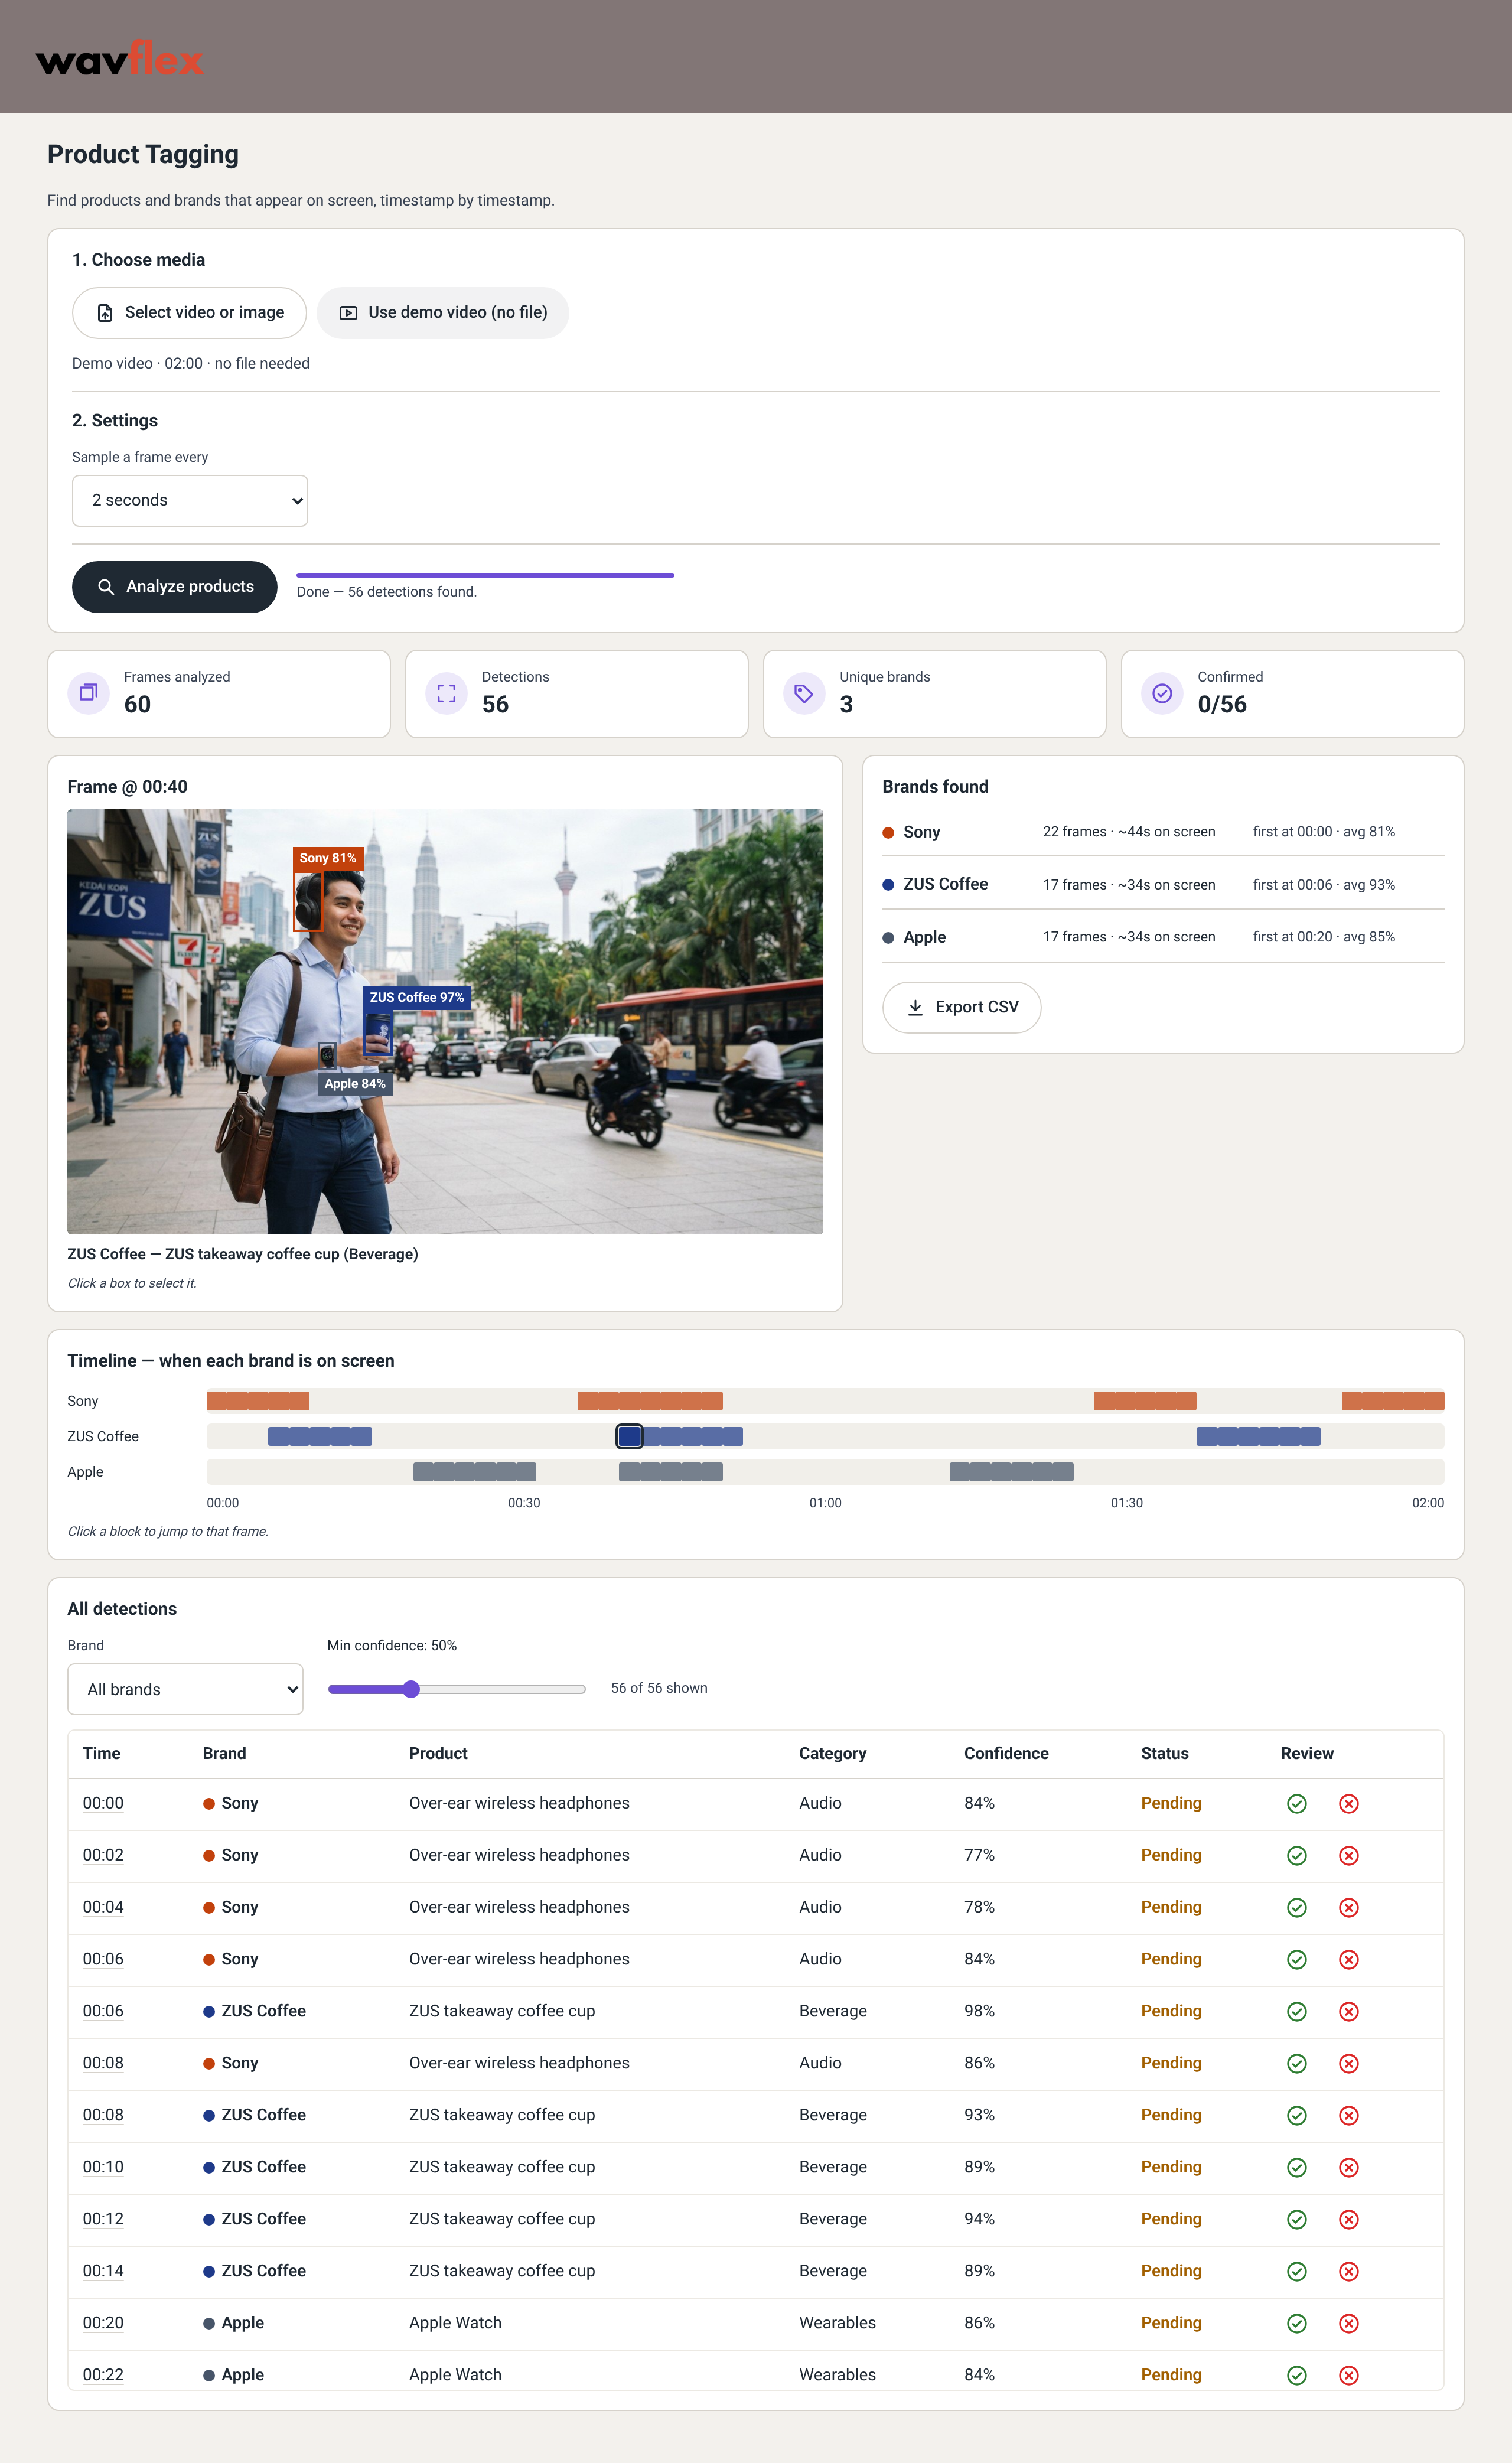 wavflex
Product Tagging
Find products and brands that appear on screen, timestamp by timestamp.
1. Choose media
Select video or image
Use demo video (no file)
Demo video · 02:00 · no file needed
2. Settings
Sample a frame every
2 seconds
Analyze products
Done — 56 detections found.
Frames analyzed
60
Detections
56
Unique brands
3
Confirmed
0/56
Frame @ 00:40
ZUS
KEDAI KOPI
ZUS
7
ELEVEN
Sony 81%
ZUS Coffee 97%
Apple 84%
ZUS Coffee — ZUS takeaway coffee cup (Beverage)
Click a box to select it.
Brands found
Sony 22 frames · ~44s on screen first at 00:00 · avg 81%
ZUS Coffee 17 frames · ~34s on screen first at 00:06 · avg 93%
Apple 17 frames · ~34s on screen first at 00:20 · avg 85%
Export CSV
Timeline — when each brand is on screen
Sony
ZUS Coffee
Apple
00:00 00:30 01:00 01:30 02:00
Click a block to jump to that frame.
All detections
Brand
All brands
Min confidence: 50%
56 of 56 shown
Time Brand Product Category Confidence Status Review
00:00 Sony Over-ear wireless headphones Audio 84% Pending
00:02 Sony Over-ear wireless headphones Audio 77% Pending
00:04 Sony Over-ear wireless headphones Audio 78% Pending
00:06 Sony Over-ear wireless headphones Audio 84% Pending
00:06 ZUS Coffee ZUS takeaway coffee cup Beverage 98% Pending
00:08 Sony Over-ear wireless headphones Audio 86% Pending
00:08 ZUS Coffee ZUS takeaway coffee cup Beverage 93% Pending
00:10 ZUS Coffee ZUS takeaway coffee cup Beverage 89% Pending
00:12 ZUS Coffee ZUS takeaway coffee cup Beverage 94% Pending
00:14 ZUS Coffee ZUS takeaway coffee cup Beverage 89% Pending
00:20 Apple Apple Watch Wearables 86% Pending
00:22 Apple Apple Watch Wearables 84% Pending